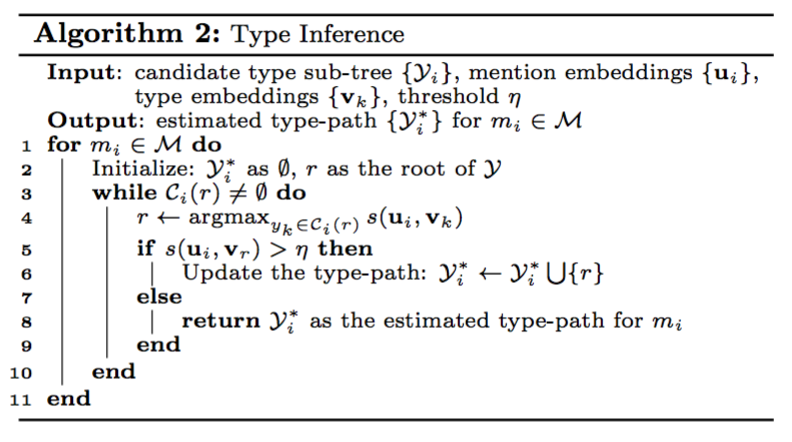 Algorithm 2: Type Inference
Input: candidate type sub-tree {𝒴ᵢ}, mention embeddings {𝐮ᵢ},
type embeddings {𝐯ₖ}, threshold η
Output: estimated type-path {𝒴ᵢ*} for mᵢ ∈ ℳ
1 for mᵢ ∈ ℳ do
2 Initialize: 𝒴ᵢ* as ∅, r as the root of 𝒴
3 while 𝒞ᵢ(r) ≠ ∅ do
4 r ← argmax_{yₖ∈𝒞ᵢ(r)} s(𝐮ᵢ, 𝐯ₖ)
5 if s(𝐮ᵢ, 𝐯ᵣ) > η then
6 Update the type-path: 𝒴ᵢ* ← 𝒴ᵢ* ⋃{r}
7 else
8 return 𝒴ᵢ* as the estimated type-path for mᵢ
9 end
10 end
11 end